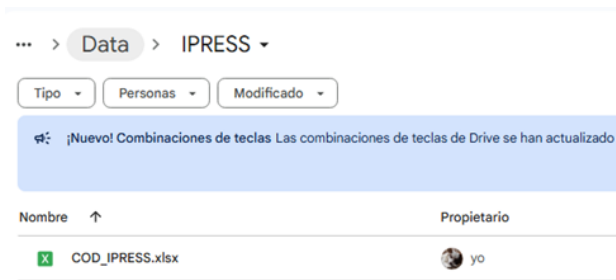 ... > Data > IPRESS
Tipo Personas Modificado
¡Nuevo! Combinaciones de teclas Las combinaciones de teclas de Drive se han actualizado
Nombre Propietario
X COD_IPRESS.xlsx yo